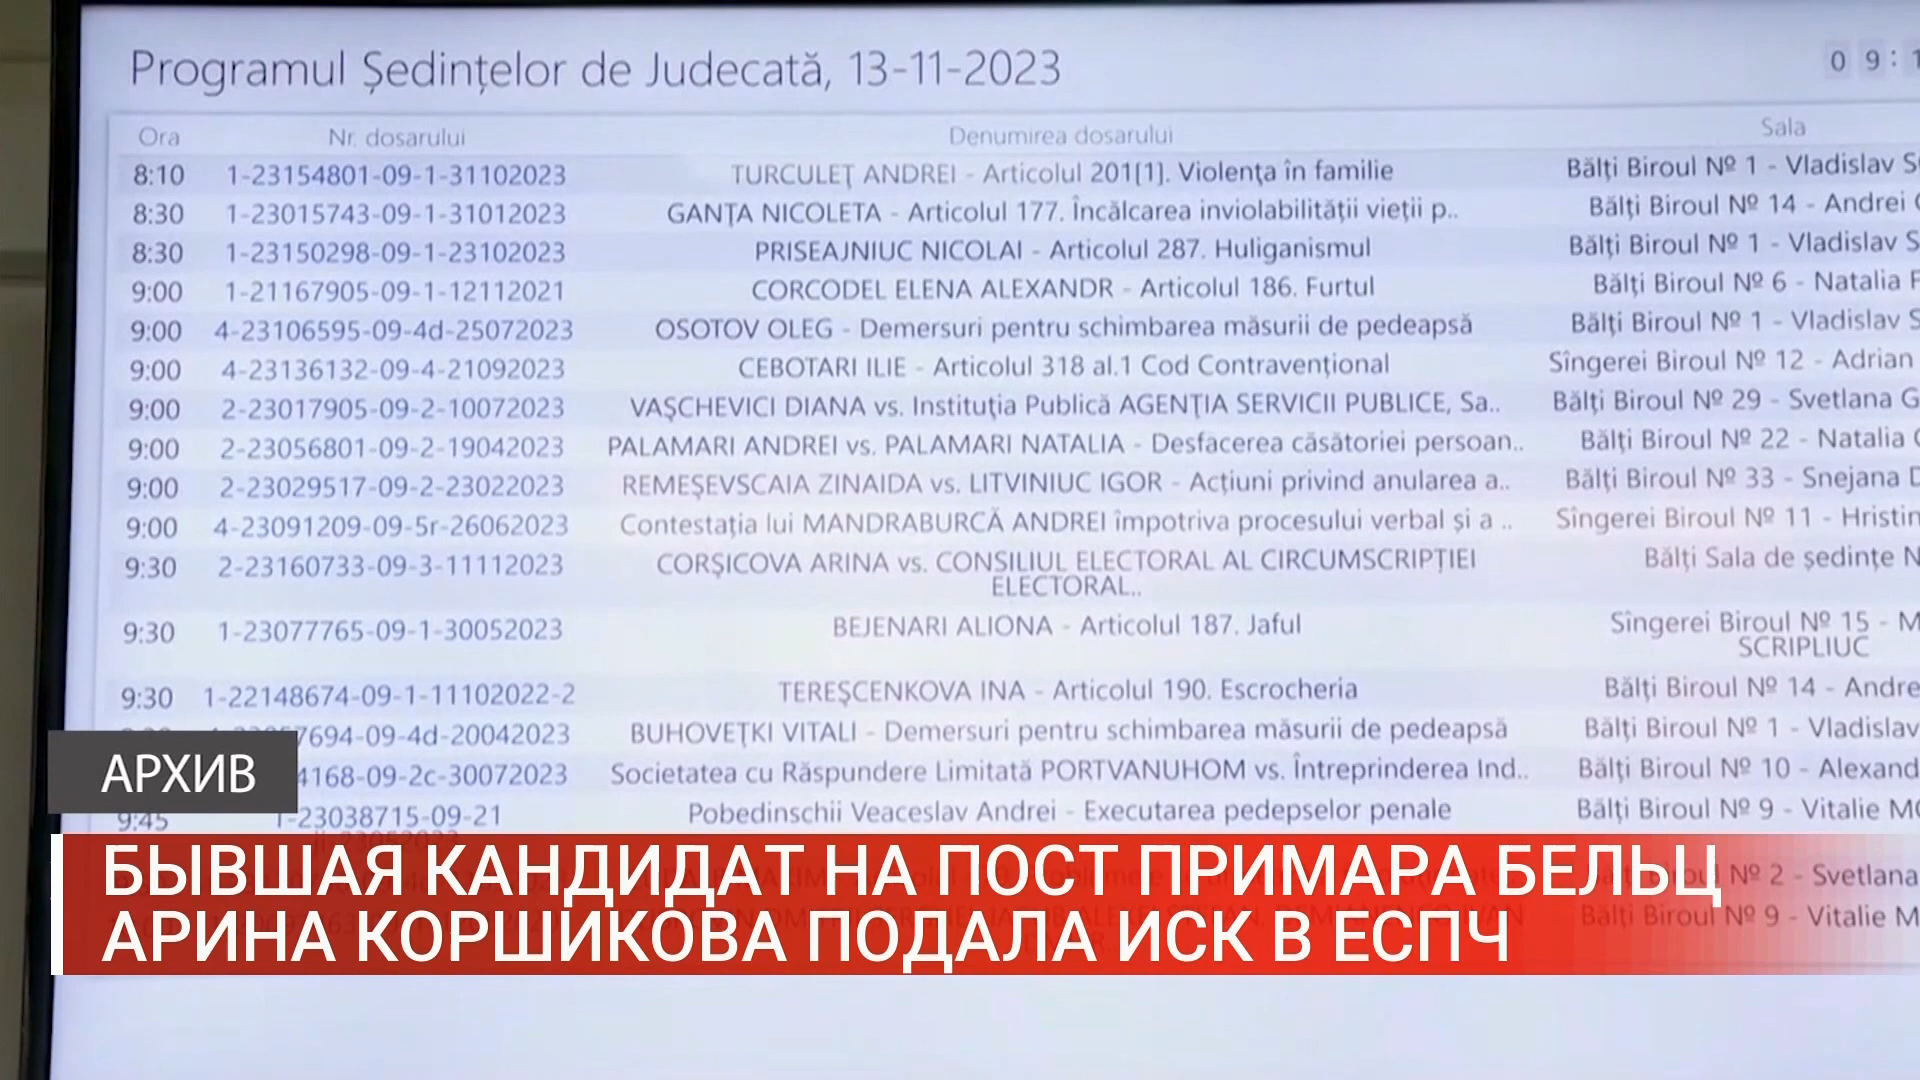 Programul Ședințelor de Judecată, 13-11-2023
09:1
Ora Nr. dosarului Denumirea dosarului Sala
8:10 1-23154801-09-1-31102023 TURCULEȚ ANDREI - Articolul 201[1]. Violența în familie Bălți Biroul № 1 - Vladislav
8:30 1-23015743-09-1-31012023 GANȚA NICOLETA - Articolul 177. Încălcarea inviolabilității vieții p.. Bălți Biroul № 14 - Andrei
8:30 1-23150298-09-1-23102023 PRISEAJNIUC NICOLAI - Articolul 287. Huliganismul Bălți Biroul № 1 - Vladislav
9:00 1-21167905-09-1-12112021 CORCODEL ELENA ALEXANDR - Articolul 186. Furtul Bălți Biroul № 6 - Natalia
9:00 4-23106595-09-4d-25072023 OSOTOV OLEG - Demersuri pentru schimbarea măsurii de pedeapsă Bălți Biroul № 1 - Vladislav
9:00 4-23136132-09-4-21092023 CEBOTARI ILIE - Articolul 318 al.1 Cod Contravențional Sîngerei Biroul № 12 - Adrian
9:00 2-23017905-09-2-10072023 VAȘCHEVICI DIANA vs. Instituția Publică AGENȚIA SERVICII PUBLICE, Sa.. Bălți Biroul № 29 - Svetlana
9:00 2-23056801-09-2-19042023 PALAMARI ANDREI vs. PALAMARI NATALIA - Desfacerea căsătoriei persoan.. Bălți Biroul № 22 - Natalia
9:00 2-23029517-09-2-23022023 REMEȘEVSCAIA ZINAIDA vs. LITVINIUC IGOR - Acțiuni privind anularea a.. Bălți Biroul № 33 - Snejana
9:00 4-23091209-09-5r-26062023 Contestația lui MANDRABURCĂ ANDREI împotriva procesului verbal și a .. Sîngerei Biroul № 11 - Hristin
9:30 2-23160733-09-3-11112023 CORȘICOVA ARINA vs. CONSILIUL ELECTORAL AL CIRCUMSCRIPȚIEI Bălți Sala de ședințe N
ELECTORAL..
9:30 1-23077765-09-1-30052023 BEJENARI ALIONA - Articolul 187. Jaful Sîngerei Biroul № 15 - M
SCRIPLIUC
9:30 1-22148674-09-1-11102022-2 TEREȘCENKOVA INA - Articolul 190. Escrocheria Bălți Biroul № 14 - Andre
7694-09-4d-20042023 BUHOVEȚKI VITALI - Demersuri pentru schimbarea măsurii de pedeapsă Bălți Biroul № 1 - Vladislav
4168-09-2c-30072023 Societatea cu Răspundere Limitată PORTVANUHOM vs. Întreprinderea Ind.. Bălți Biroul № 10 - Alexand
9:45 1-23038715-09-21 Pobedinschii Veaceslav Andrei - Executarea pedepselor penale Bălți Biroul № 9 - Vitalie
№ 2 - Svetlana
Bălți Biroul № 9 - Vitalie
АРХИВ
БЫВШАЯ КАНДИДАТ НА ПОСТ ПРИМАРА БЕЛЬЦ
АРИНА КОРШИКОВА ПОДАЛА ИСК В ЕСПЧ